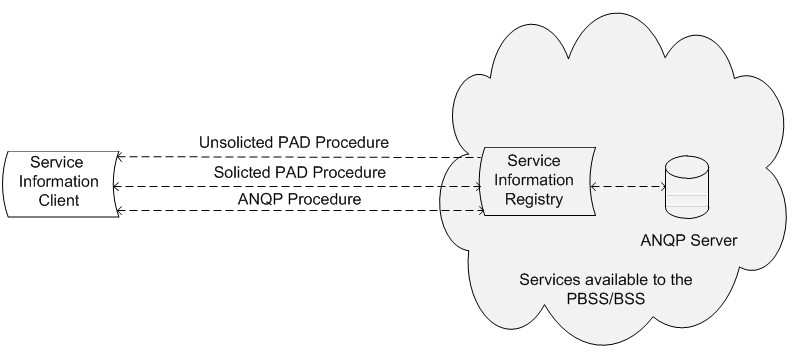 Unsolicted PAD Procedure
Service
Information
Client
Solicted PAD Procedure
ANQP Procedure
Service
Information
Registry
ANQP Server
Services available to the
PBSS/BSS